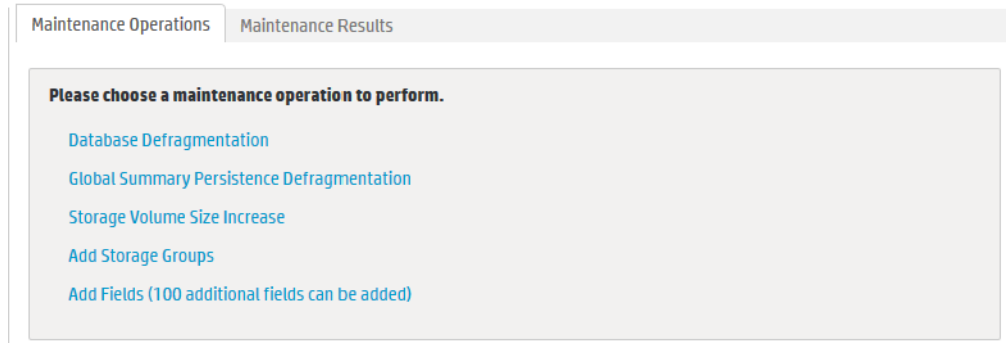 Maintenance Operations Maintenance Results
Please choose a maintenance operation to perform.
Database Defragmentation
Global Summary Persistence Defragmentation
Storage Volume Size Increase
Add Storage Groups
Add Fields (100 additional fields can be added)